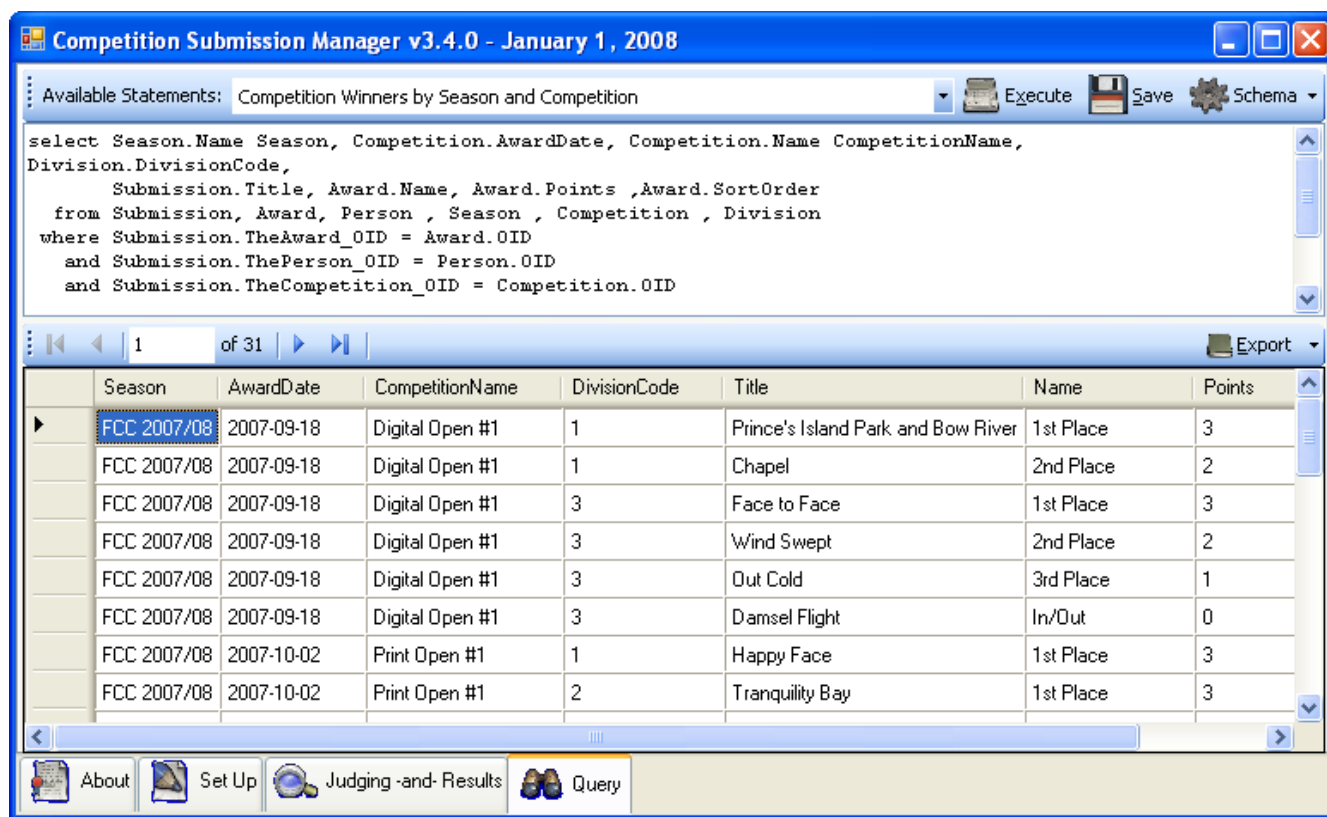 Competition Submission Manager v3.4.0 - January 1, 2008
Available Statements: Competition Winners by Season and Competition Execute Save Schema
select Season.Name Season, Competition.AwardDate, Competition.Name CompetitionName,
Division.DivisionCode,
Submission.Title, Award.Name, Award.Points ,Award.SortOrder
from Submission, Award, Person , Season , Competition , Division
where Submission.TheAward_OID = Award.OID
and Submission.ThePerson_OID = Person.OID
and Submission.TheCompetition_OID = Competition.OID
1 of 31 Export
Season AwardDate CompetitionName DivisionCode Title Name Points
FCC 2007/08 2007-09-18 Digital Open #1 1 Prince's Island Park and Bow River 1st Place 3
FCC 2007/08 2007-09-18 Digital Open #1 1 Chapel 2nd Place 2
FCC 2007/08 2007-09-18 Digital Open #1 3 Face to Face 1st Place 3
FCC 2007/08 2007-09-18 Digital Open #1 3 Wind Swept 2nd Place 2
FCC 2007/08 2007-09-18 Digital Open #1 3 Out Cold 3rd Place 1
FCC 2007/08 2007-09-18 Digital Open #1 3 Damsel Flight In/Out 0
FCC 2007/08 2007-10-02 Print Open #1 1 Happy Face 1st Place 3
FCC 2007/08 2007-10-02 Print Open #1 2 Tranquility Bay 1st Place 3
About Set Up Judging -and- Results Query